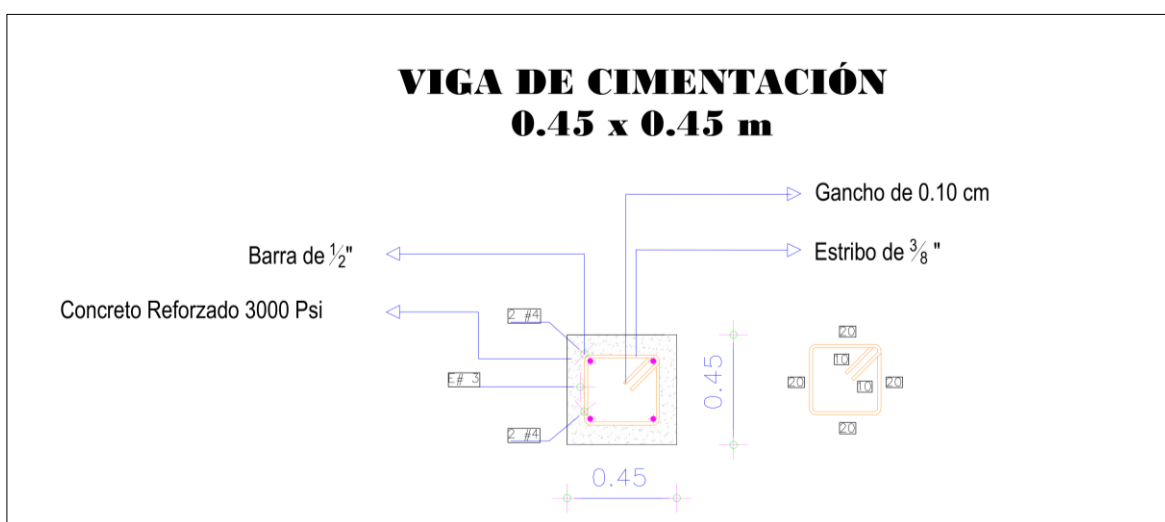 VIGA DE CIMENTACIÓN
0.45 x 0.45 m
Gancho de 0.10 cm
Barra de ½"
Estribo de ⅜ "
Concreto Reforzado 3000 Psi
2 #4
E# 3
2 #4
0.45
0.45
20
10
20
10
20
20